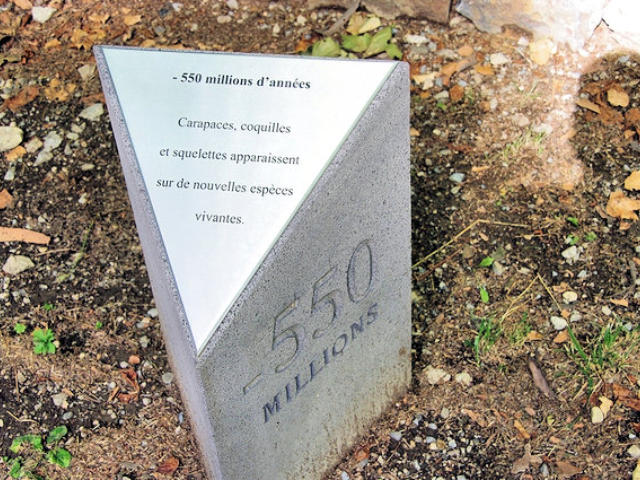 - 550 millions d'années
Carapaces, coquilles
et squelettes apparaissent
sur de nouvelles espèces
vivantes.
-550
MILLIONS